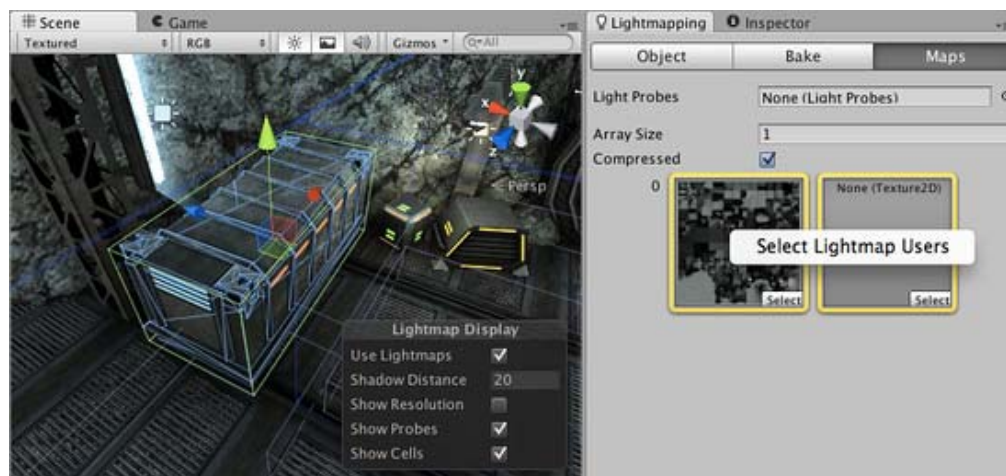 Scene
Game
Textured
RGB
Gizmos
All
y
x
z
Persp
Lightmap Display
Use Lightmaps
Shadow Distance 20
Show Resolution
Show Probes
Show Cells
Lightmapping
Inspector
Object
Bake
Maps
Light Probes None (Light Probes)
Array Size 1
Compressed
0
None (Texture2D)
Select Lightmap Users
Select
Select